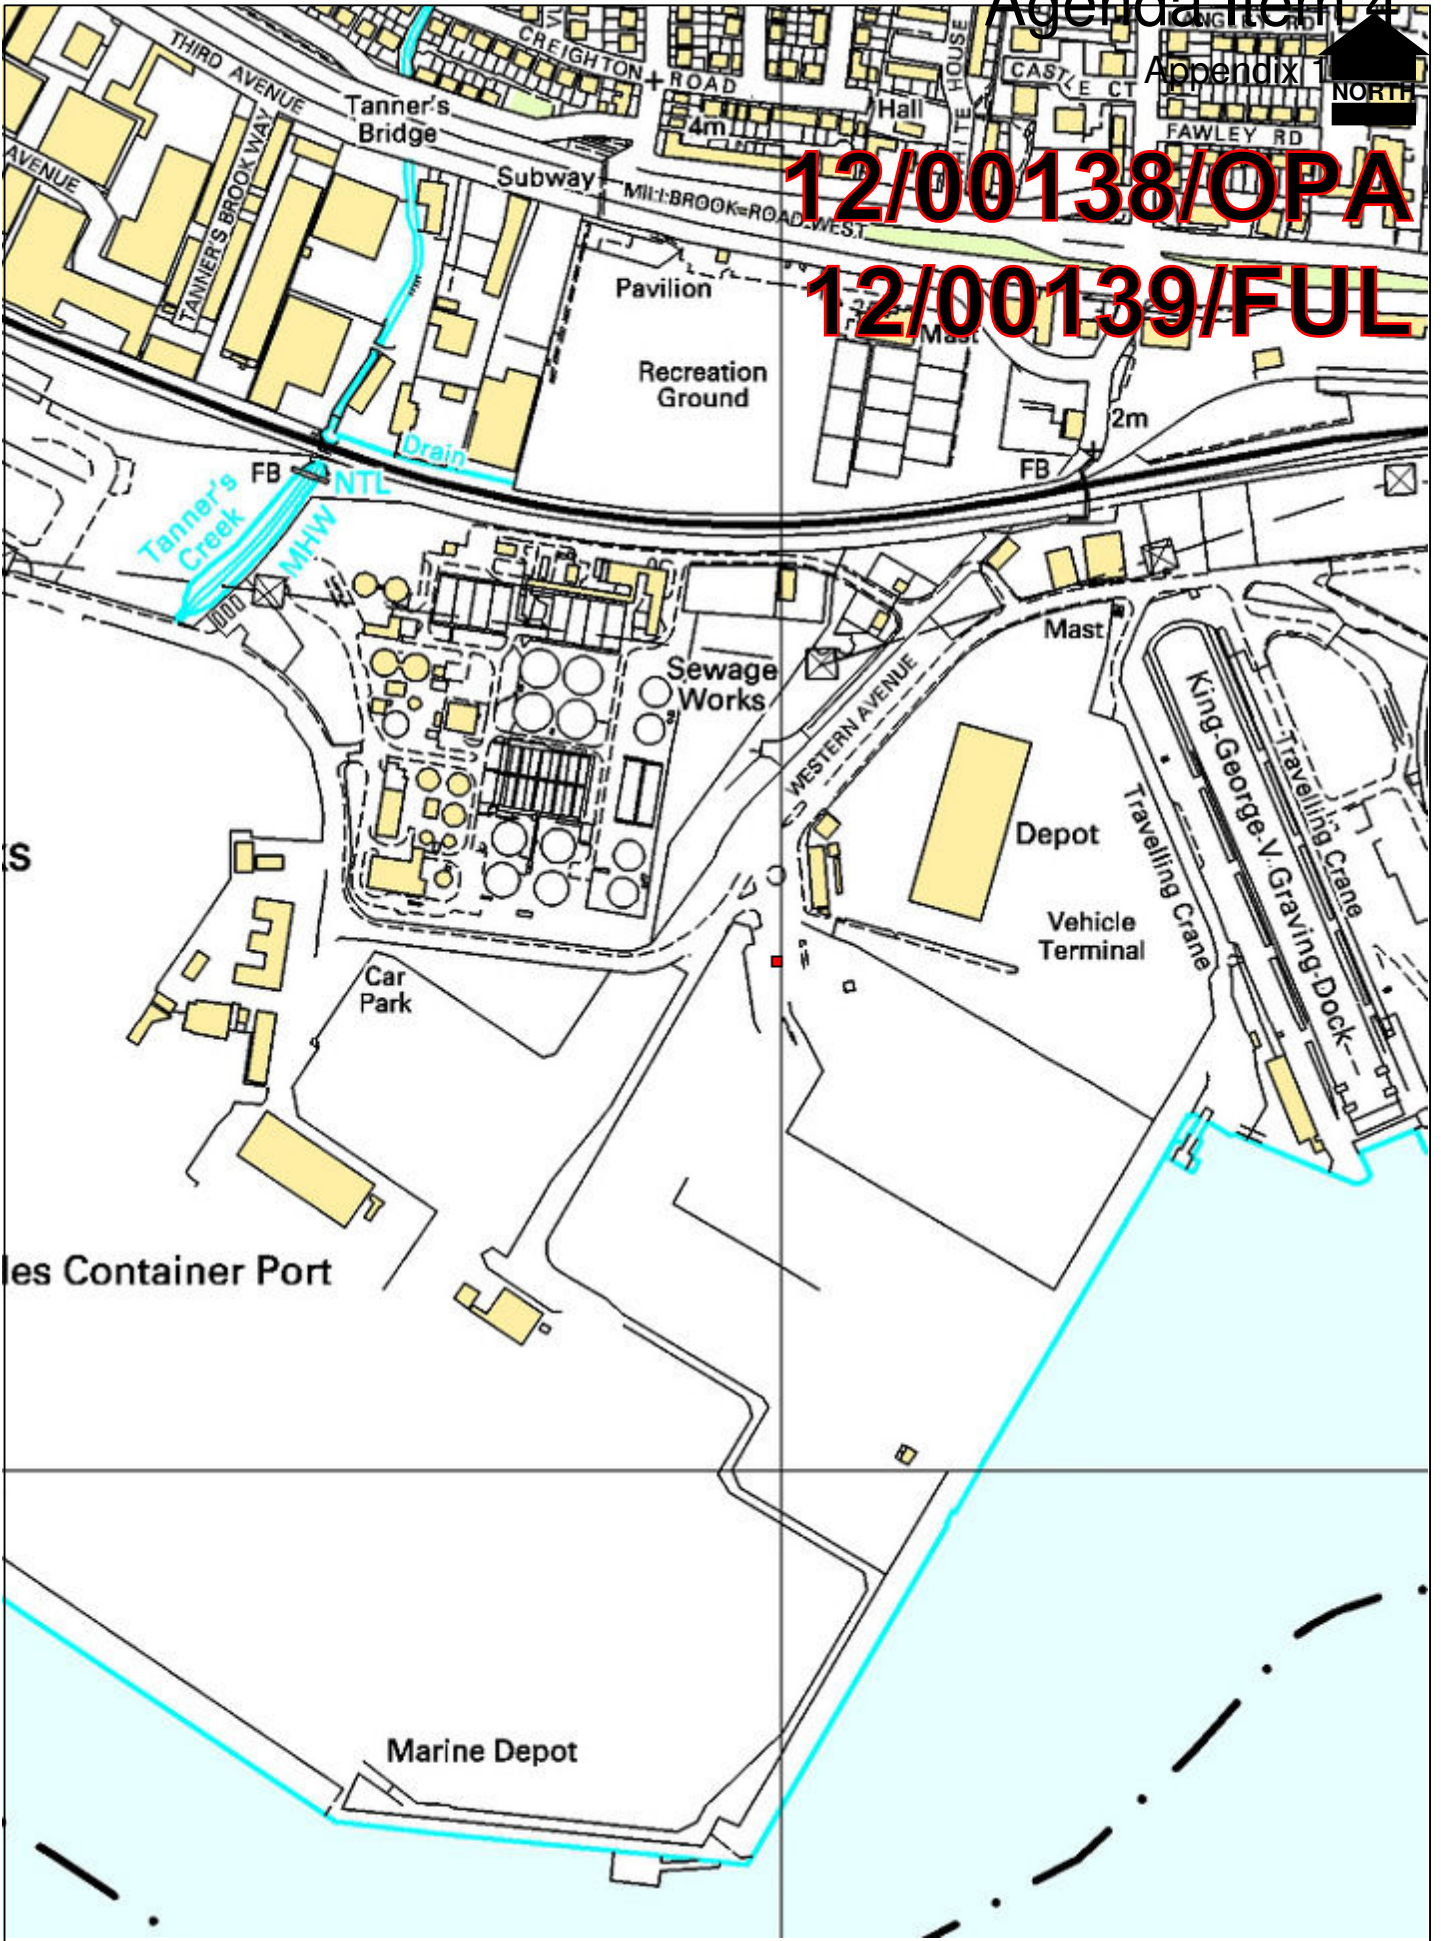 Agenda Item 4
Appendix 1
NORTH
LANGLEY RD
CREIGHTON ROAD
CASTLE CT
FAWLEY RD
THIRD AVENUE
Tanner's
Bridge
Hall
4m
AVENUE
TANNER'S BROOK WAY
Subway
MILLBROOK ROAD WEST
12/00138/OPA
12/00139/FUL
Pavilion
Mast
Recreation
Ground
2m
Drain
FB
NTL
FB
Tanner's
Creek
MHW
Mast
Sewage
Works
WESTERN AVENUE
King George V Graving Dock
Travelling Crane
Travelling Crane
Depot
Vehicle
Terminal
Car
Park
les Container Port
Marine Depot